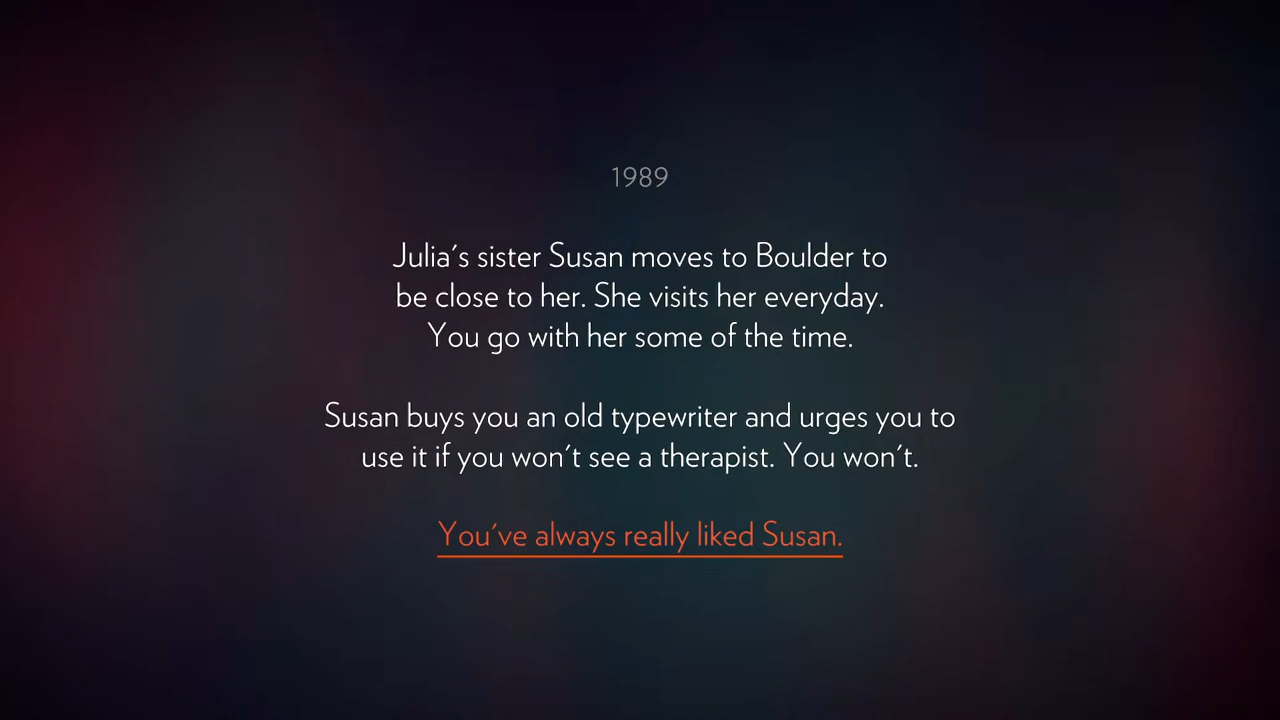 1989
Julia´s sister Susan moves to Boulder to
be close to her. She visits her everyday.
You go with her some of the time.
Susan buys you an old typewriter and urges you to
use it if you won´t see a therapist. You won´t.
You´ve always really liked Susan.